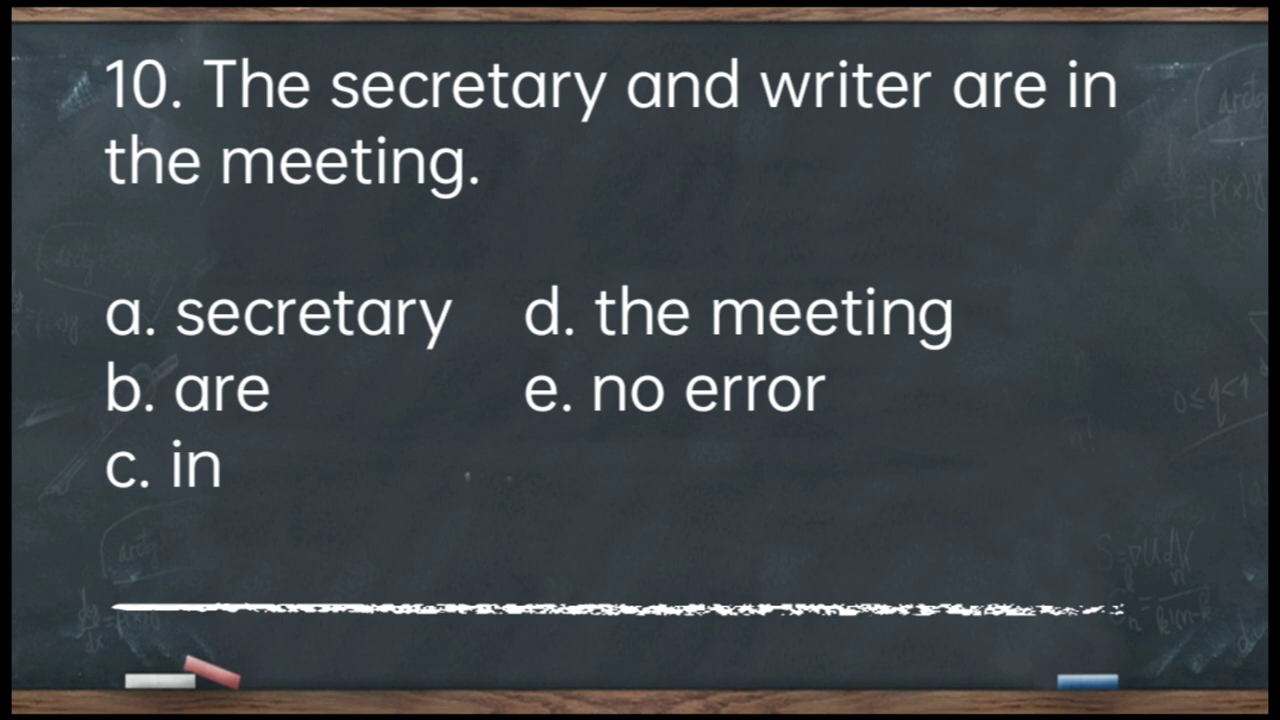 10. The secretary and writer are in
the meeting.
a. secretary
b. are
c. in
d. the meeting
e. no error